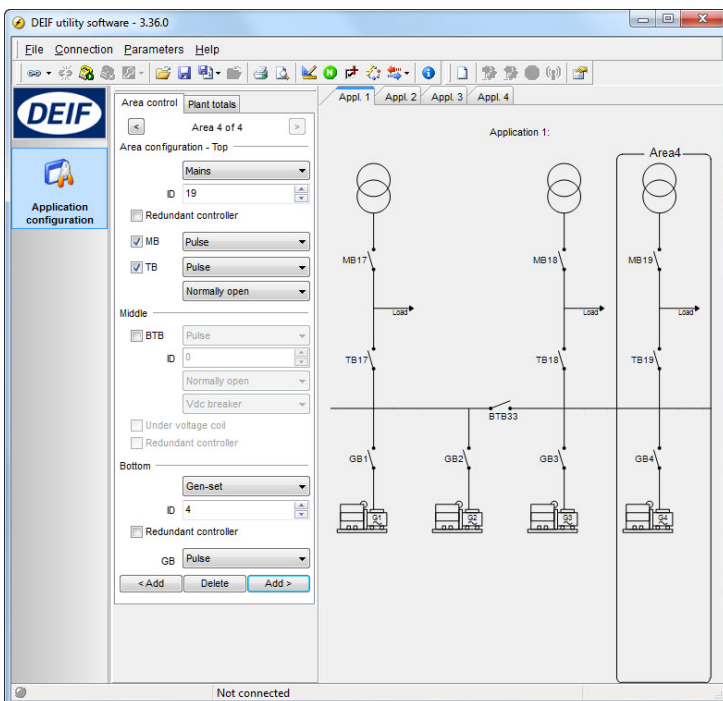 DEIF utility software - 3.36.0
File Connection Parameters Help
DEIF
Application
configuration
Area control Plant totals
< Area 4 of 4 >
Area configuration - Top
Mains
ID 19
Redundant controller
MB Pulse
TB Pulse
Normally open
Middle
BTB Pulse
ID 0
Normally open
Vdc breaker
Under voltage coil
Redundant controller
Bottom
Gen-set
ID 4
Redundant controller
GB Pulse
< Add Delete Add >
Appl. 1 Appl. 2 Appl. 3 Appl. 4
Application 1:
Area4
MB17 MB18 MB19
Load Load Load
TB17 TB18 TB19
BTB33
GB1 GB2 GB3 GB4
G1 G2 G3 G4
Not connected